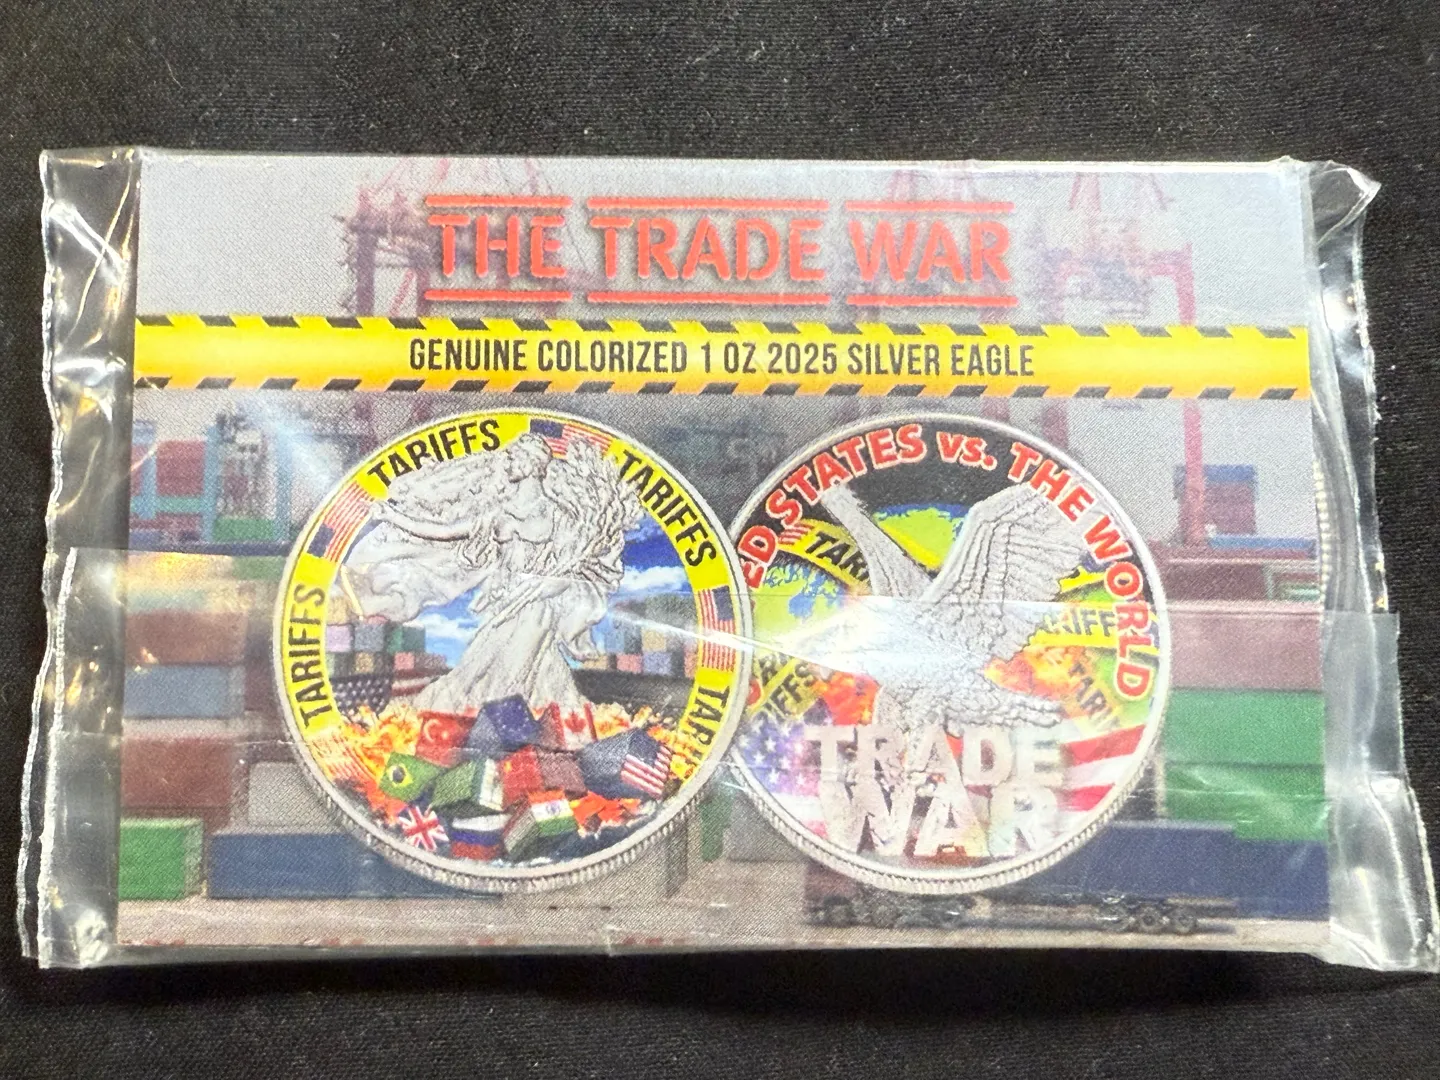 THE TRADE WAR
GENUINE COLORIZED 1 OZ 2025 SILVER EAGLE
TARIFFS
TARIFFS
TARIFFS
ED STATES VS. THE WORLD
TARIFFS
TRADE
WAR